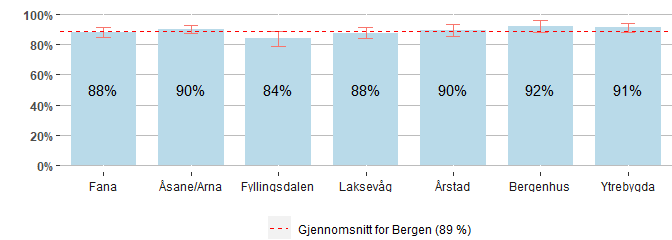 100%
80%
60%
40%
20%
0%
88%
90%
84%
88%
90%
92%
91%
Fana
Åsane/Arna
Fyllingsdalen
Laksevåg
Årstad
Bergenhus
Ytrebygda
Gjennomsnitt for Bergen (89 %)